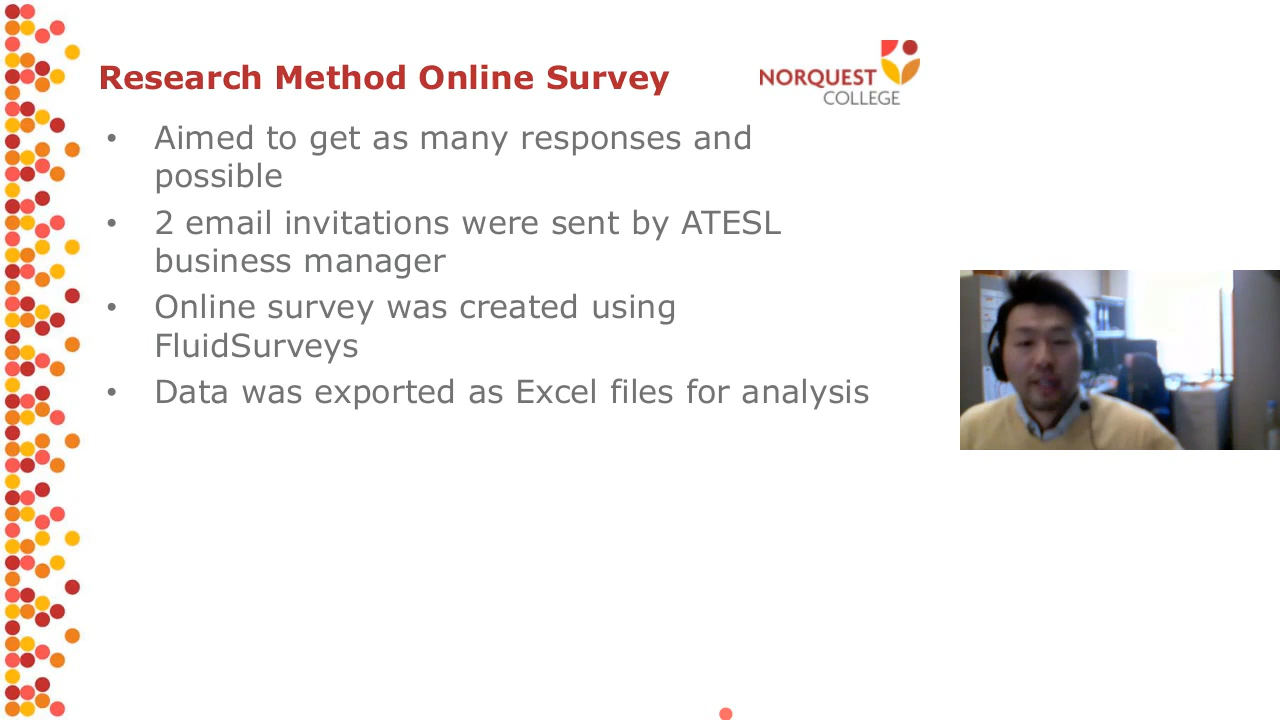 Research Method Online Survey
NORQUEST
COLLEGE
• Aimed to get as many responses and
possible
• 2 email invitations were sent by ATESL
business manager
• Online survey was created using
FluidSurveys
• Data was exported as Excel files for analysis